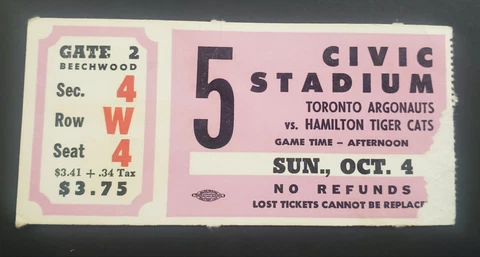 GATE 2
BEECHWOOD
Sec. 4
Row W
Seat 4
$3.41 + .34 Tax
$3.75
5
CIVIC
STADIUM
TORONTO ARGONAUTS
vs. HAMILTON TIGER CATS
GAME TIME – AFTERNOON
SUN., OCT. 4
NO REFUNDS
LOST TICKETS CANNOT BE REPLACE